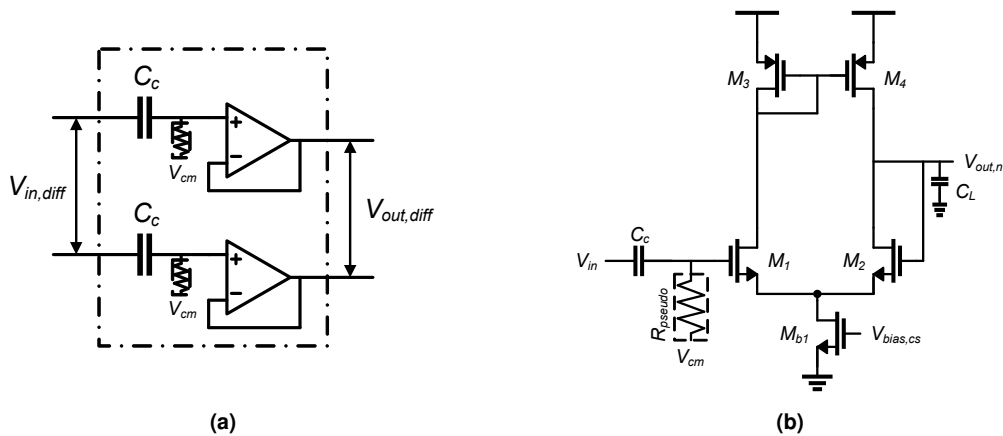 C_c
+
−
V_cm
V_in,diff
V_out,diff
C_c
+
−
V_cm
(a)
M_3
M_4
V_out,n
C_L
C_c
V_in
M_1
M_2
R_pseudo
V_cm
M_b1
V_bias,cs
(b)